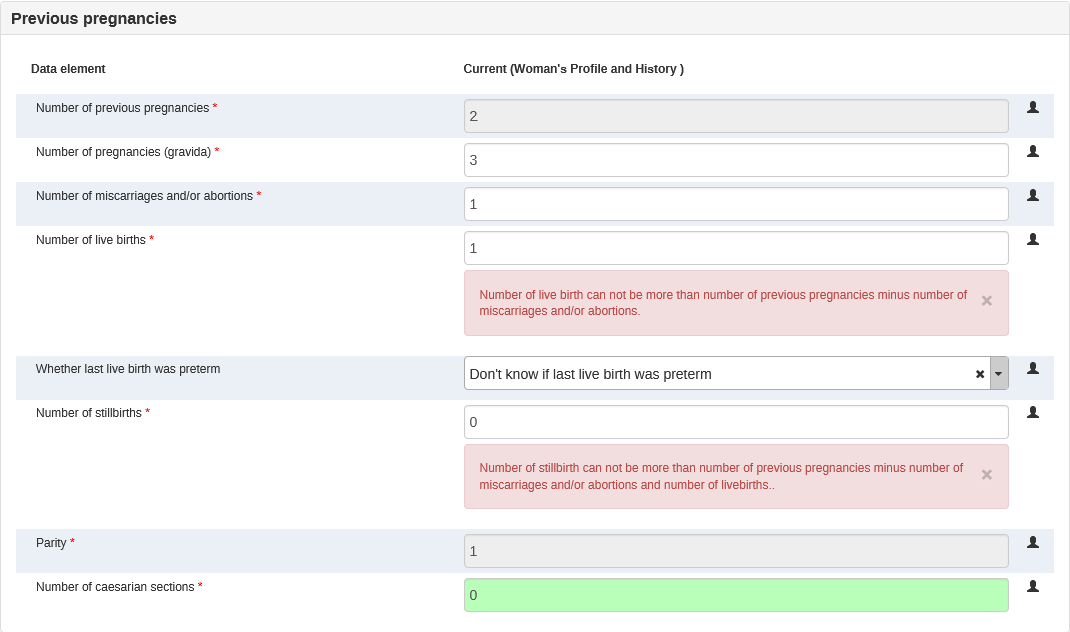 Previous pregnancies
Data element Current (Woman's Profile and History )
Number of previous pregnancies * 2
Number of pregnancies (gravida) * 3
Number of miscarriages and/or abortions * 1
Number of live births * 1
Number of live birth can not be more than number of previous pregnancies minus number of
miscarriages and/or abortions.
Whether last live birth was preterm Don't know if last live birth was preterm
Number of stillbirths * 0
Number of stillbirth can not be more than number of previous pregnancies minus number of
miscarriages and/or abortions and number of livebirths..
Parity * 1
Number of caesarian sections * 0